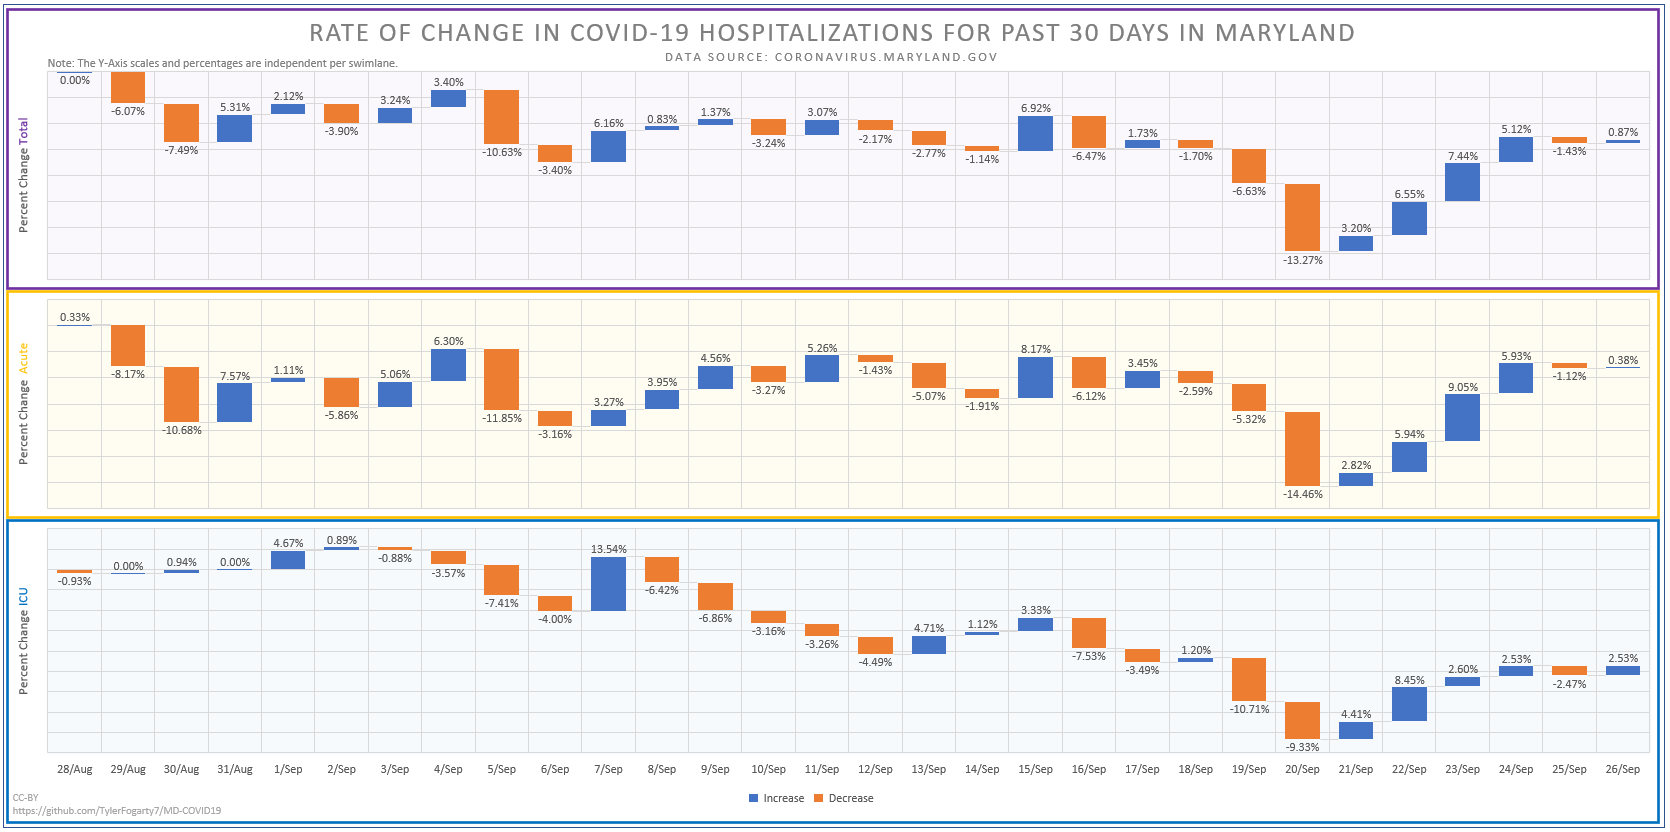 RATE OF CHANGE IN COVID-19 HOSPITALIZATIONS FOR PAST 30 DAYS IN MARYLAND
DATA SOURCE: CORONAVIRUS.MARYLAND.GOV
Note: The Y-Axis scales and percentages are independent per swimlane.
Percent Change Total
0.00% -6.07% -7.49% 5.31% 2.12% -3.90% 3.24% 3.40% -10.63% -3.40% 6.16% 0.83% 1.37% -3.24% 3.07% -2.17% -2.77% -1.14% 6.92% -6.47% 1.73% -1.70% -6.63% -13.27% 3.20% 6.55% 7.44% 5.12% -1.43% 0.87%
Percent Change Acute
0.33% -8.17% -10.68% 7.57% 1.11% -5.86% 5.06% 6.30% -11.85% -3.16% 3.27% 3.95% 4.56% -3.27% 5.26% -1.43% -5.07% -1.91% 8.17% -6.12% 3.45% -2.59% -5.32% -14.46% 2.82% 5.94% 9.05% 5.93% -1.12% 0.38%
Percent Change ICU
-0.93% 0.00% 0.94% 0.00% 4.67% 0.89% -0.88% -3.57% -7.41% -4.00% 13.54% -6.42% -6.86% -3.16% -3.26% -4.49% 4.71% 1.12% 3.33% -7.53% -3.49% 1.20% -10.71% -9.33% 4.41% 8.45% 2.60% 2.53% -2.47% 2.53%
28/Aug 29/Aug 30/Aug 31/Aug 1/Sep 2/Sep 3/Sep 4/Sep 5/Sep 6/Sep 7/Sep 8/Sep 9/Sep 10/Sep 11/Sep 12/Sep 13/Sep 14/Sep 15/Sep 16/Sep 17/Sep 18/Sep 19/Sep 20/Sep 21/Sep 22/Sep 23/Sep 24/Sep 25/Sep 26/Sep
Increase Decrease
CC-BY
https://github.com/TylerFogarty7/MD-COVID19